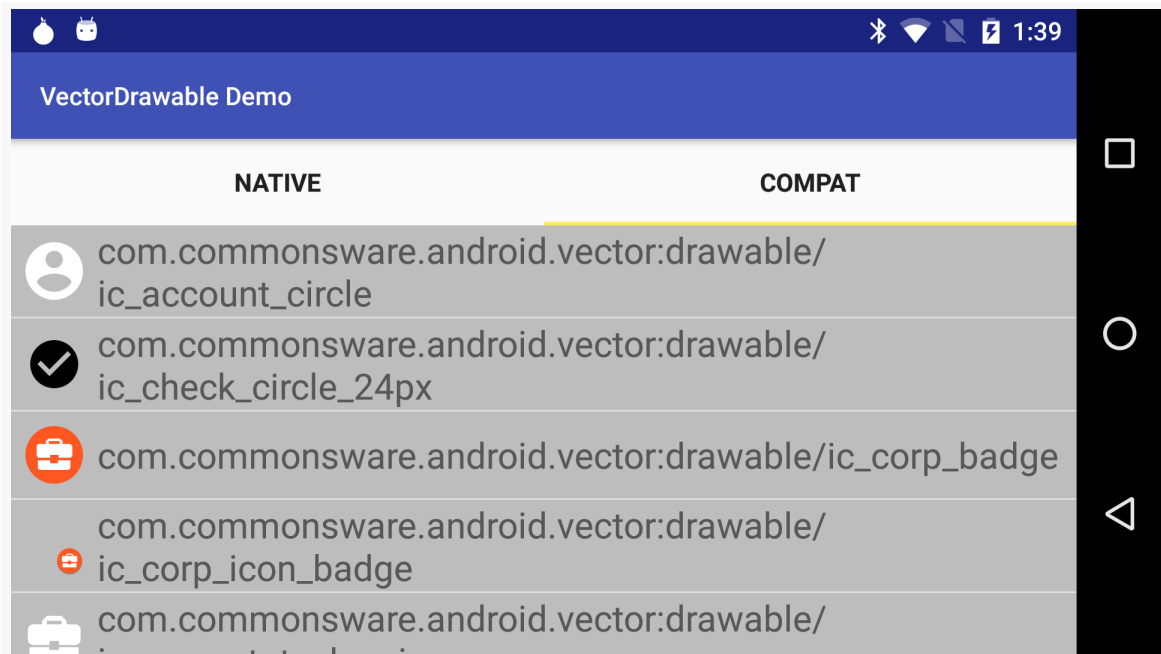 1:39
VectorDrawable Demo
NATIVE
COMPAT
com.commonsware.android.vector:drawable/
ic_account_circle
com.commonsware.android.vector:drawable/
ic_check_circle_24px
com.commonsware.android.vector:drawable/ic_corp_badge
com.commonsware.android.vector:drawable/
ic_corp_icon_badge
com.commonsware.android.vector:drawable/